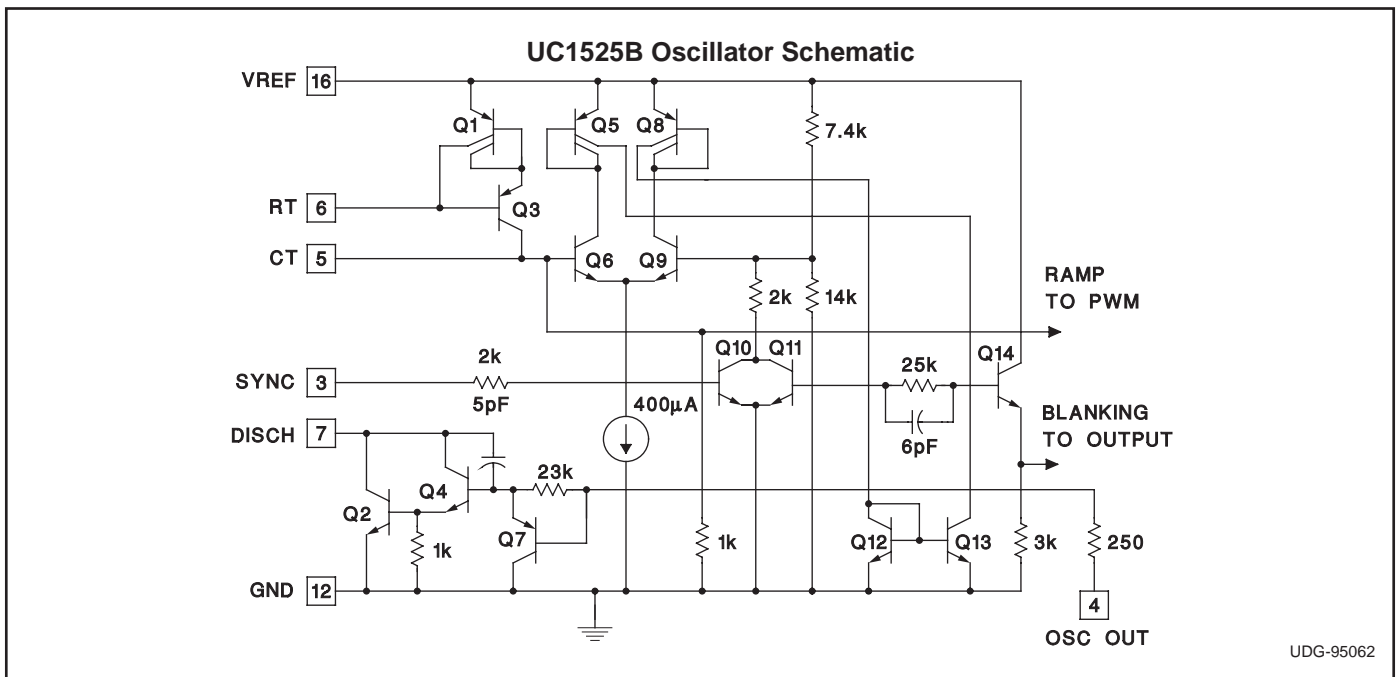 UC1525B Oscillator Schematic
VREF 16
Q1
Q5
Q8
7.4k
RT 6
Q3
CT 5
Q6
Q9
2k
14k
RAMP
TO PWM
Q10
Q11
Q14
2k
25k
SYNC 3
5pF
400µA
6pF
BLANKING
TO OUTPUT
DISCH 7
23k
Q4
Q2
1k
Q7
1k
Q12
Q13
3k
250
GND 12
4
OSC OUT
UDG-95062